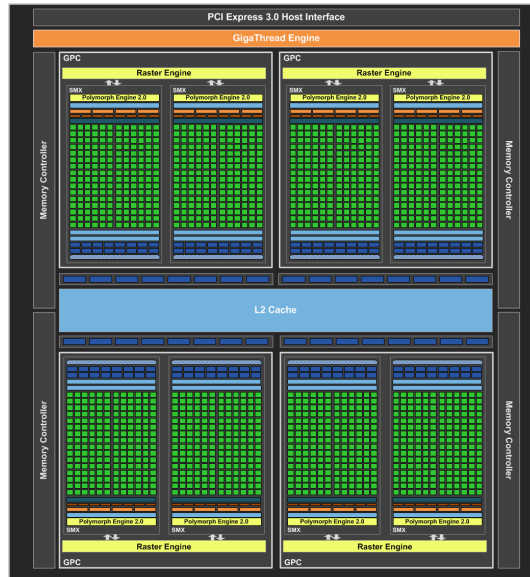 PCI Express 3.0 Host Interface
GigaThread Engine
GPC
GPC
Raster Engine
Raster Engine
SMX
SMX
Polymorph Engine 2.0
Polymorph Engine 2.0
Polymorph Engine 2.0
Polymorph Engine 2.0
Memory Controller
Memory Controller
L2 Cache
Memory Controller
Memory Controller
Polymorph Engine 2.0
Polymorph Engine 2.0
Polymorph Engine 2.0
Polymorph Engine 2.0
SMX
SMX
SMX
SMX
Raster Engine
Raster Engine
GPC
GPC